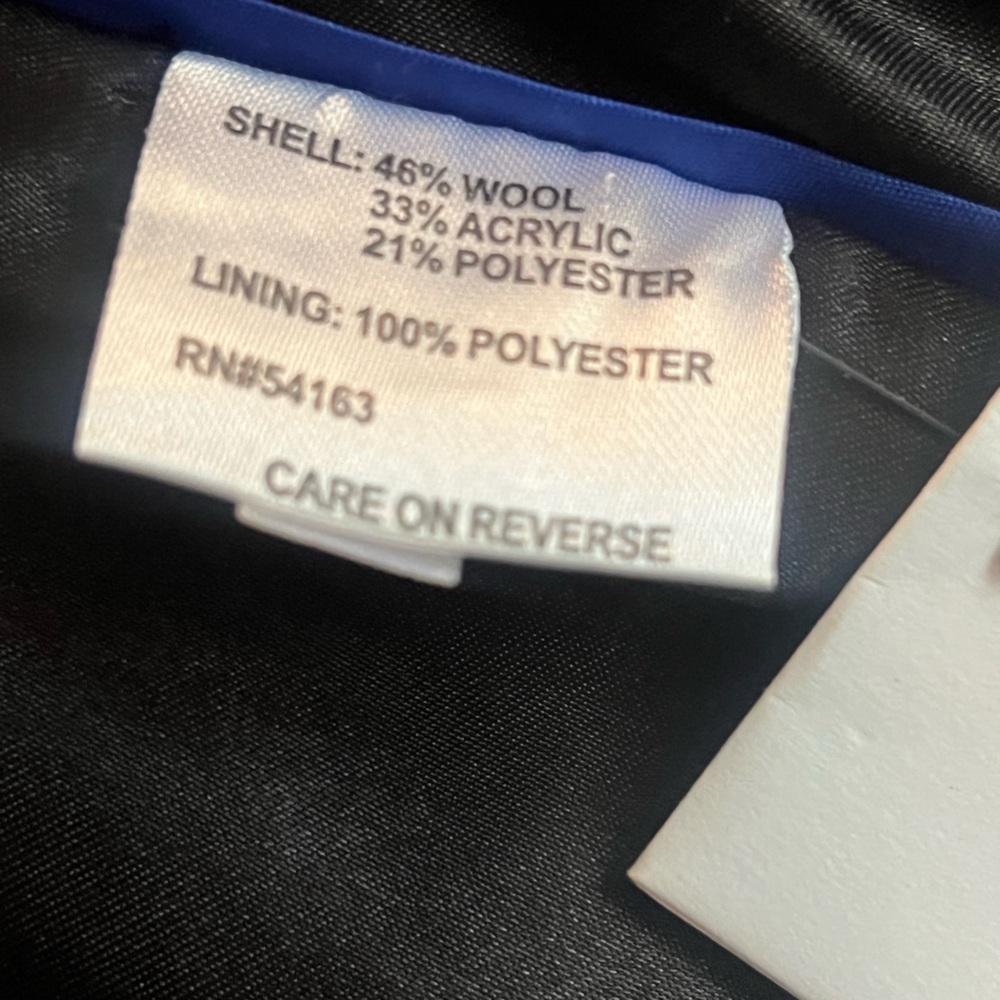 SHELL: 46% WOOL
33% ACRYLIC
21% POLYESTER
LINING: 100% POLYESTER
RN#54163
CARE ON REVERSE